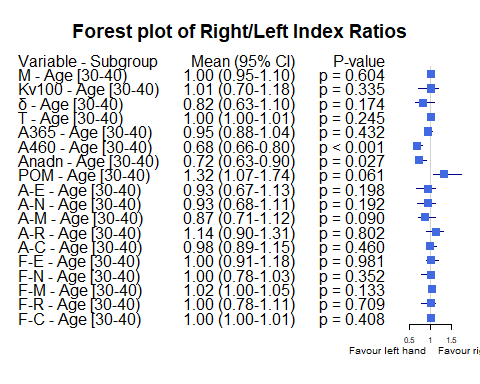 Forest plot of Right/Left Index Ratios
Variable - Subgroup Mean (95% CI) P-value
M - Age [30-40) 1.00 (0.95-1.10) p = 0.604
Kv100 - Age [30-40) 1.01 (0.70-1.18) p = 0.335
δ - Age [30-40) 0.82 (0.63-1.10) p = 0.174
T - Age [30-40) 1.00 (1.00-1.01) p = 0.245
A365 - Age [30-40) 0.95 (0.88-1.04) p = 0.432
A460 - Age [30-40) 0.68 (0.66-0.80) p < 0.001
Anadn - Age [30-40) 0.72 (0.63-0.90) p = 0.027
POM - Age [30-40) 1.32 (1.07-1.74) p = 0.061
A-E - Age [30-40) 0.93 (0.67-1.13) p = 0.198
A-N - Age [30-40) 0.93 (0.68-1.11) p = 0.192
A-M - Age [30-40) 0.87 (0.71-1.12) p = 0.090
A-R - Age [30-40) 1.14 (0.90-1.31) p = 0.802
A-C - Age [30-40) 0.98 (0.89-1.15) p = 0.460
F-E - Age [30-40) 1.00 (0.91-1.18) p = 0.981
F-N - Age [30-40) 1.00 (0.78-1.03) p = 0.352
F-M - Age [30-40) 1.02 (1.00-1.05) p = 0.133
F-R - Age [30-40) 1.00 (0.78-1.11) p = 0.709
F-C - Age [30-40) 1.00 (1.00-1.01) p = 0.408
0.5 1 1.5
Favour left hand Favour rig